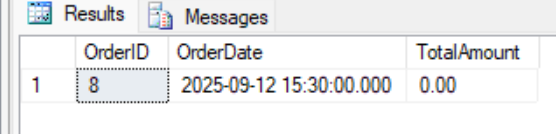 Results Messages
OrderID OrderDate TotalAmount
1 8 2025-09-12 15:30:00.000 0.00